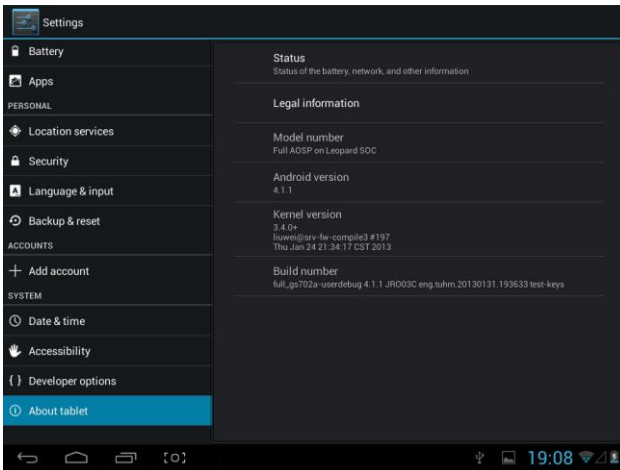 Settings
Battery
Apps
PERSONAL
Location services
Security
Language & input
Backup & reset
ACCOUNTS
Add account
SYSTEM
Date & time
Accessibility
{ } Developer options
About tablet
Status
Status of the battery, network, and other information
Legal information
Model number
Full AOSP on Leopard SOC
Android version
4.1.1
Kernel version
3.4.0+
liuwei@srv-fw-compile3 #197
Thu Jan 24 21:34:17 CST 2013
Build number
full_gs702a-userdebug 4.1.1 JRO03C eng.tuhm.20130131.193633 test-keys
19:08